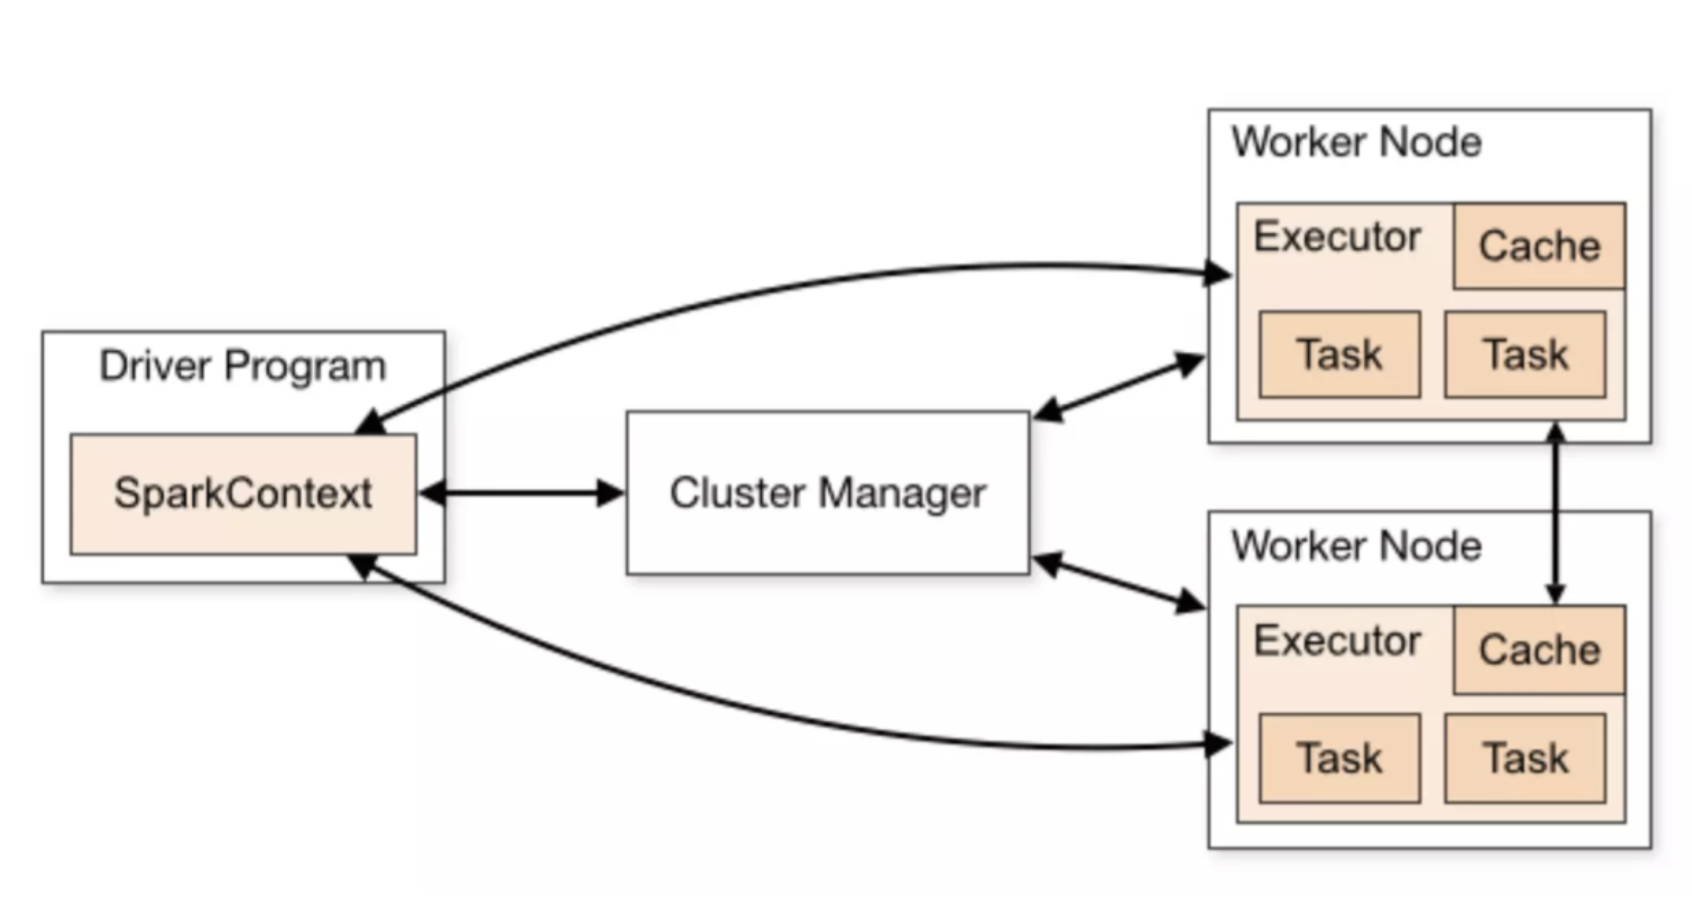 Driver Program
SparkContext
Cluster Manager
Worker Node
Executor
Cache
Task
Task
Worker Node
Executor
Cache
Task
Task